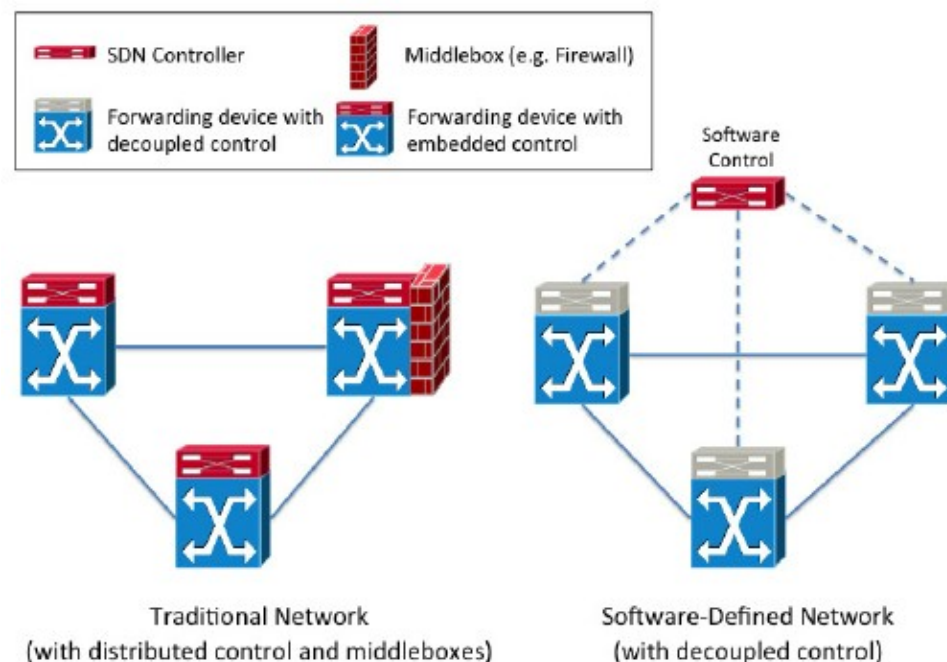 SDN Controller
Middlebox (e.g. Firewall)
Forwarding device with
decoupled control
Forwarding device with
embedded control
Software
Control
Traditional Network
(with distributed control and middleboxes)
Software-Defined Network
(with decoupled control)